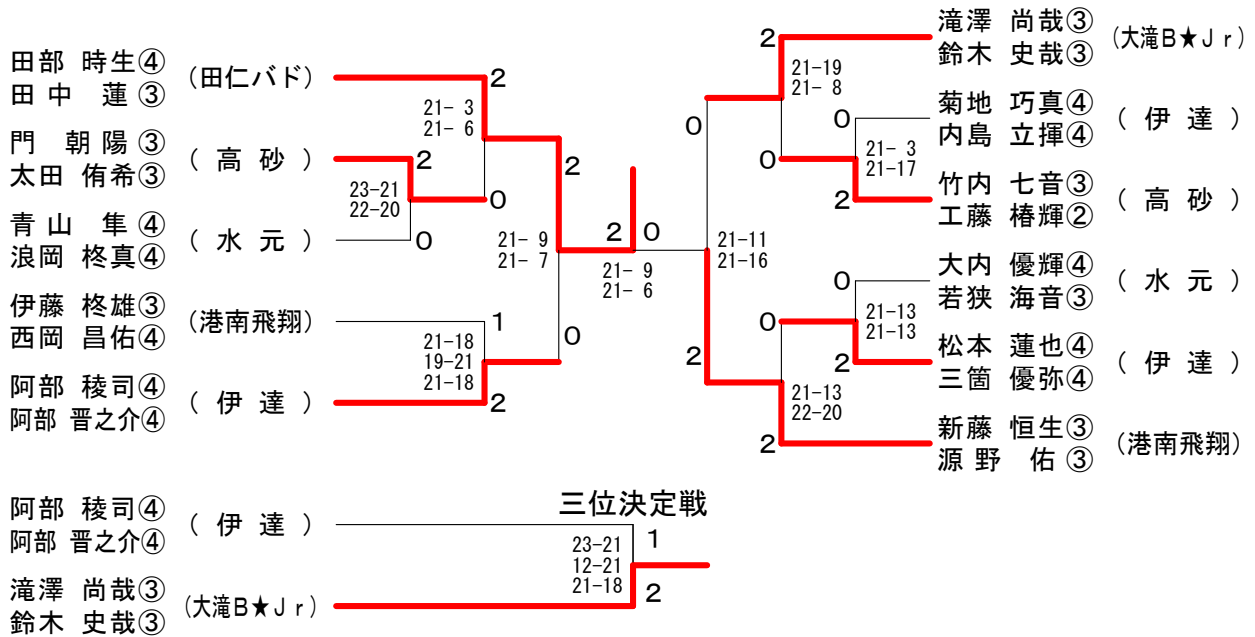 田部 時生④
田中 蓮③
(田仁バド)
2
21- 3
21- 6
門 朝陽③
太田 侑希③
(高砂)
2
23-21
22-20
0
青山 隼④
浪岡 柊真④
(水元)
0
2
21- 9
21- 7
伊藤 柊雄③
西岡 昌佑④
(港南飛翔)
1
21-18
19-21
21-18
0
阿部 稜司④
阿部 晋之介④
(伊達)
2
2 0
21- 9
21- 6
滝澤 尚哉③
鈴木 史哉③
(大滝B★Jr)
2
21-19
21- 8
0
菊地 巧真④
内島 立揮④
(伊達)
0
21- 3
21-17
0
竹内 七音③
工藤 椿輝②
(高砂)
2
21-11
21-16
大内 優輝④
若狭 海音③
(水元)
0
21-13
21-13
0
松本 蓮也④
三箇 優弥④
(伊達)
2
2
21-13
22-20
新藤 恒生③
源野 佑③
(港南飛翔)
2
三位決定戦
阿部 稜司④
阿部 晋之介④
(伊達)
1
23-21
12-21
21-18
滝澤 尚哉③
鈴木 史哉③
(大滝B★Jr)
2